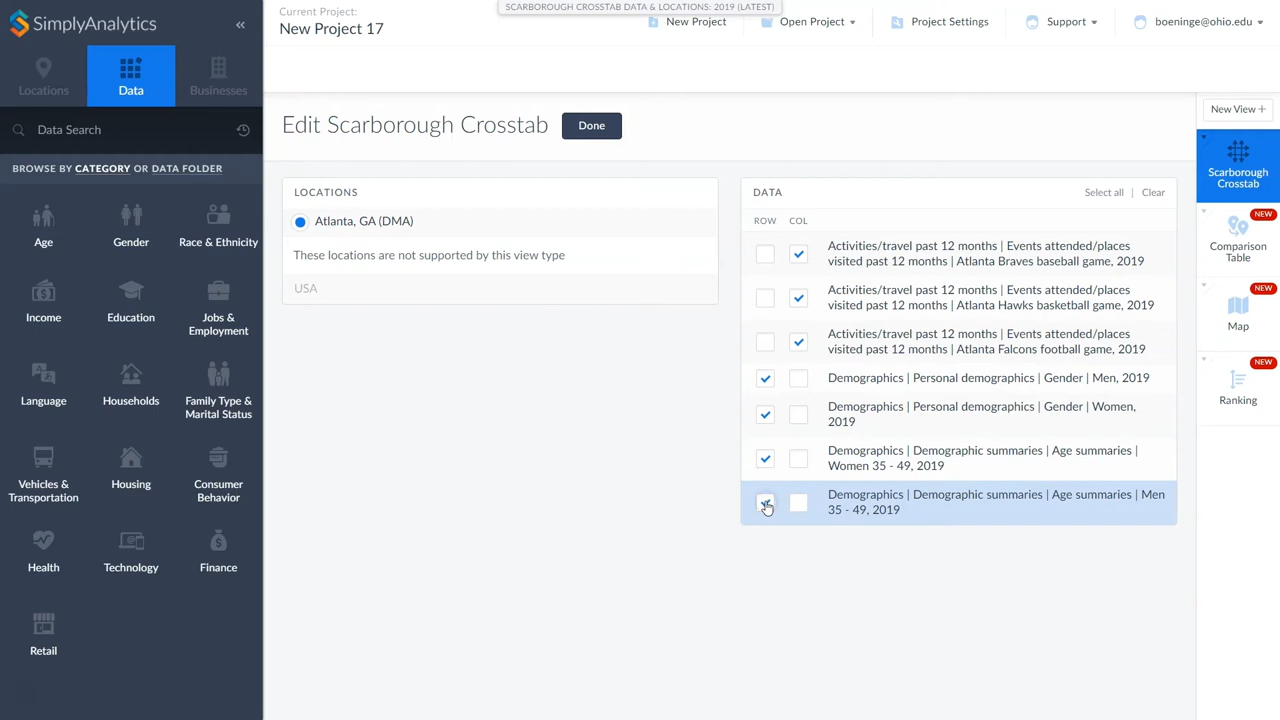 SCARBOROUGH CROSSTAB DATA & LOCATIONS: 2019 (LATEST)
SimplyAnalytics
«
Current Project:
New Project 17
New Project
Open Project
Project Settings
Support
boeninge@ohio.edu
Locations
Data
Businesses
Data Search
BROWSE BY CATEGORY OR DATA FOLDER
Age
Gender
Race & Ethnicity
Income
Education
Jobs &
Employment
Language
Households
Family Type &
Marital Status
Vehicles &
Transportation
Housing
Consumer
Behavior
Health
Technology
Finance
Retail
Edit Scarborough Crosstab
Done
LOCATIONS
Atlanta, GA (DMA)
These locations are not supported by this view type
USA
DATA
Select all | Clear
ROW COL
Activities/travel past 12 months | Events attended/places
visited past 12 months | Atlanta Braves baseball game, 2019
Activities/travel past 12 months | Events attended/places
visited past 12 months | Atlanta Hawks basketball game, 2019
Activities/travel past 12 months | Events attended/places
visited past 12 months | Atlanta Falcons football game, 2019
Demographics | Personal demographics | Gender | Men, 2019
Demographics | Personal demographics | Gender | Women,
2019
Demographics | Demographic summaries | Age summaries |
Women 35 - 49, 2019
Demographics | Demographic summaries | Age summaries | Men
35 - 49, 2019
New View +
Scarborough
Crosstab
NEW
Comparison
Table
NEW
Map
NEW
Ranking